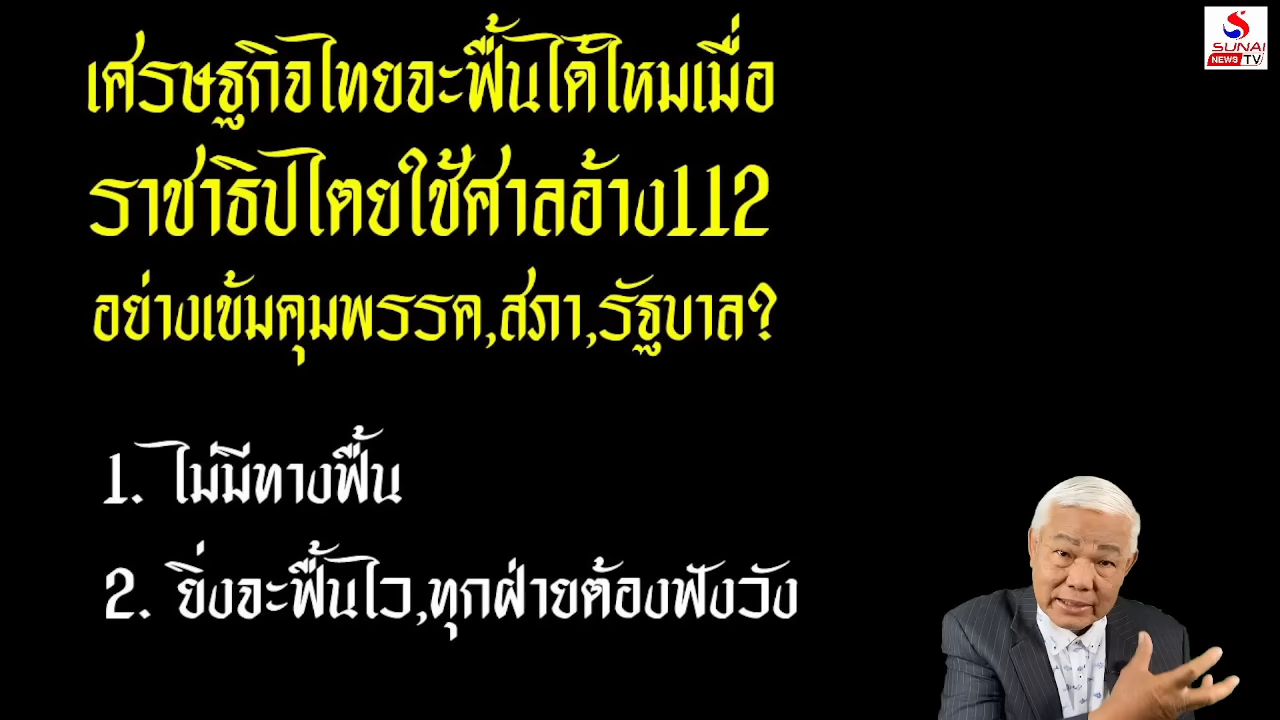 SUNAI
NEWS TV
เศรษฐกิจไทยจะฟื้นได้ไหมเมื่อ
ราชาธิปไตยใช้ศาลอ้าง112
อย่างเข้มคุมพรรค,สภา,รัฐบาล?
1. ไม่มีทางฟื้น
2. ยิ่งจะฟื้นไว,ทุกฝ่ายต้องฟังวัง